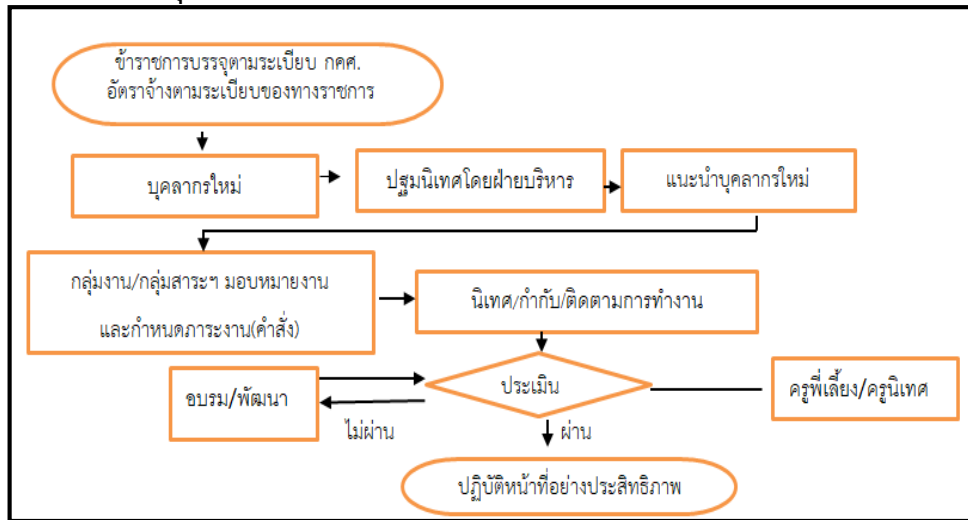 ข้าราชการบรรจุตามระเบียบ กคศ.
อัตราจ้างตามระเบียบของทางราชการ
บุคลากรใหม่
ปฐมนิเทศโดยฝ่ายบริหาร
แนะนำบุคลากรใหม่
กลุ่มงาน/กลุ่มสาระฯ มอบหมายงาน
และกำหนดภาระงาน(คำสั่ง)
นิเทศ/กำกับ/ติดตามการทำงาน
ประเมิน
อบรม/พัฒนา
ครูพี่เลี้ยง/ครูนิเทศ
ไม่ผ่าน
ผ่าน
ปฏิบัติหน้าที่อย่างประสิทธิภาพ